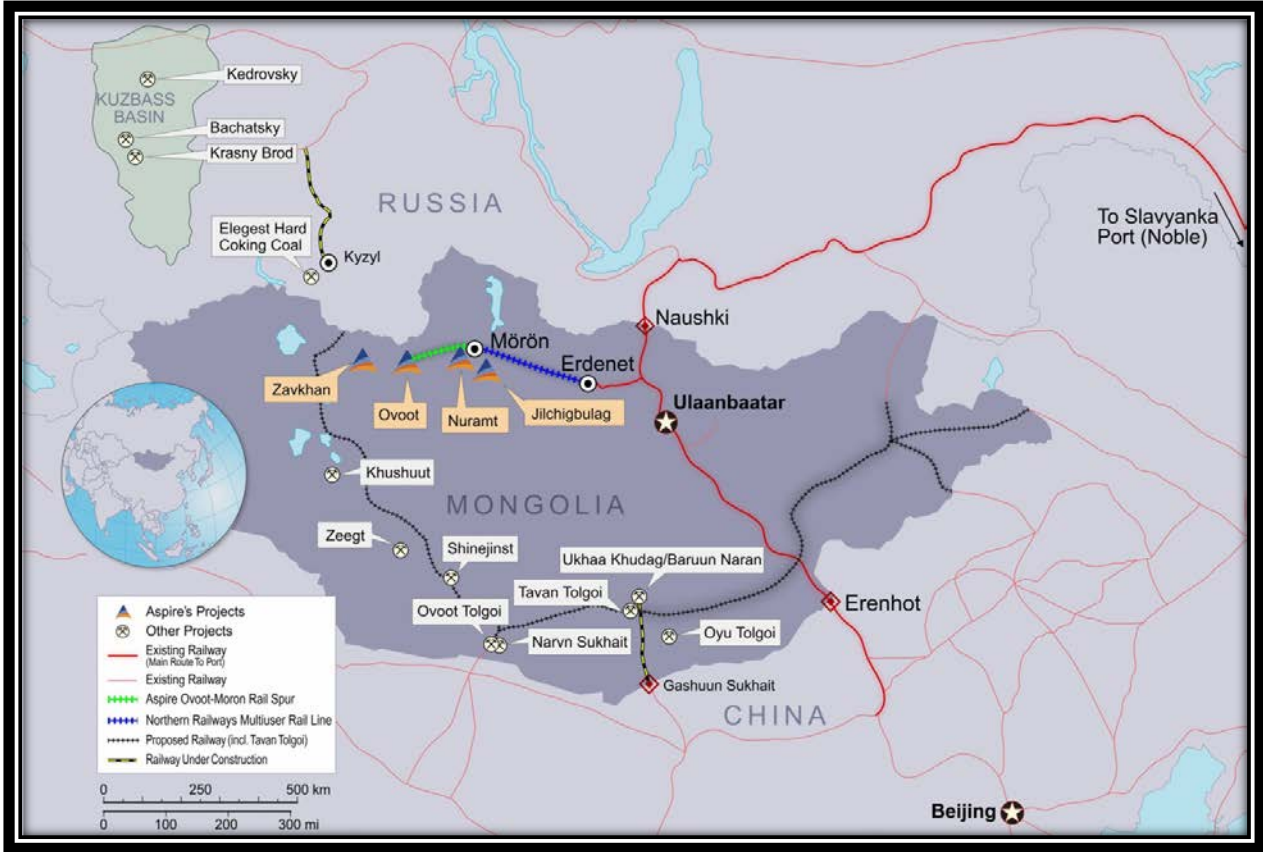 Kedrovsky
KUZBASS
BASIN
Bachatsky
Krasny Brod
RUSSIA
To Slavyanka
Port (Noble)
Elegest Hard
Coking Coal
Kyzyl
Naushki
Mörön
Erdenet
Zavkhan
Ovoot
Nuramt
Jilchigbulag
Ulaanbaatar
Khushuut
MONGOLIA
Zeegt
Shinejinst
Ukhaa Khudag/Baruun Naran
Tavan Tolgoi
Ovoot Tolgoi
Narvn Sukhait
Oyu Tolgoi
Erenhot
Gashuun Sukhait
CHINA
Beijing
Aspire's Projects
Other Projects
Existing Railway
(Main Route To Port)
Existing Railway
Aspire Ovoot-Moron Rail Spur
Northern Railways Multiuser Rail Line
Proposed Railway (incl. Tavan Tolgoi)
Railway Under Construction
0 250 500 km
0 100 200 300 mi